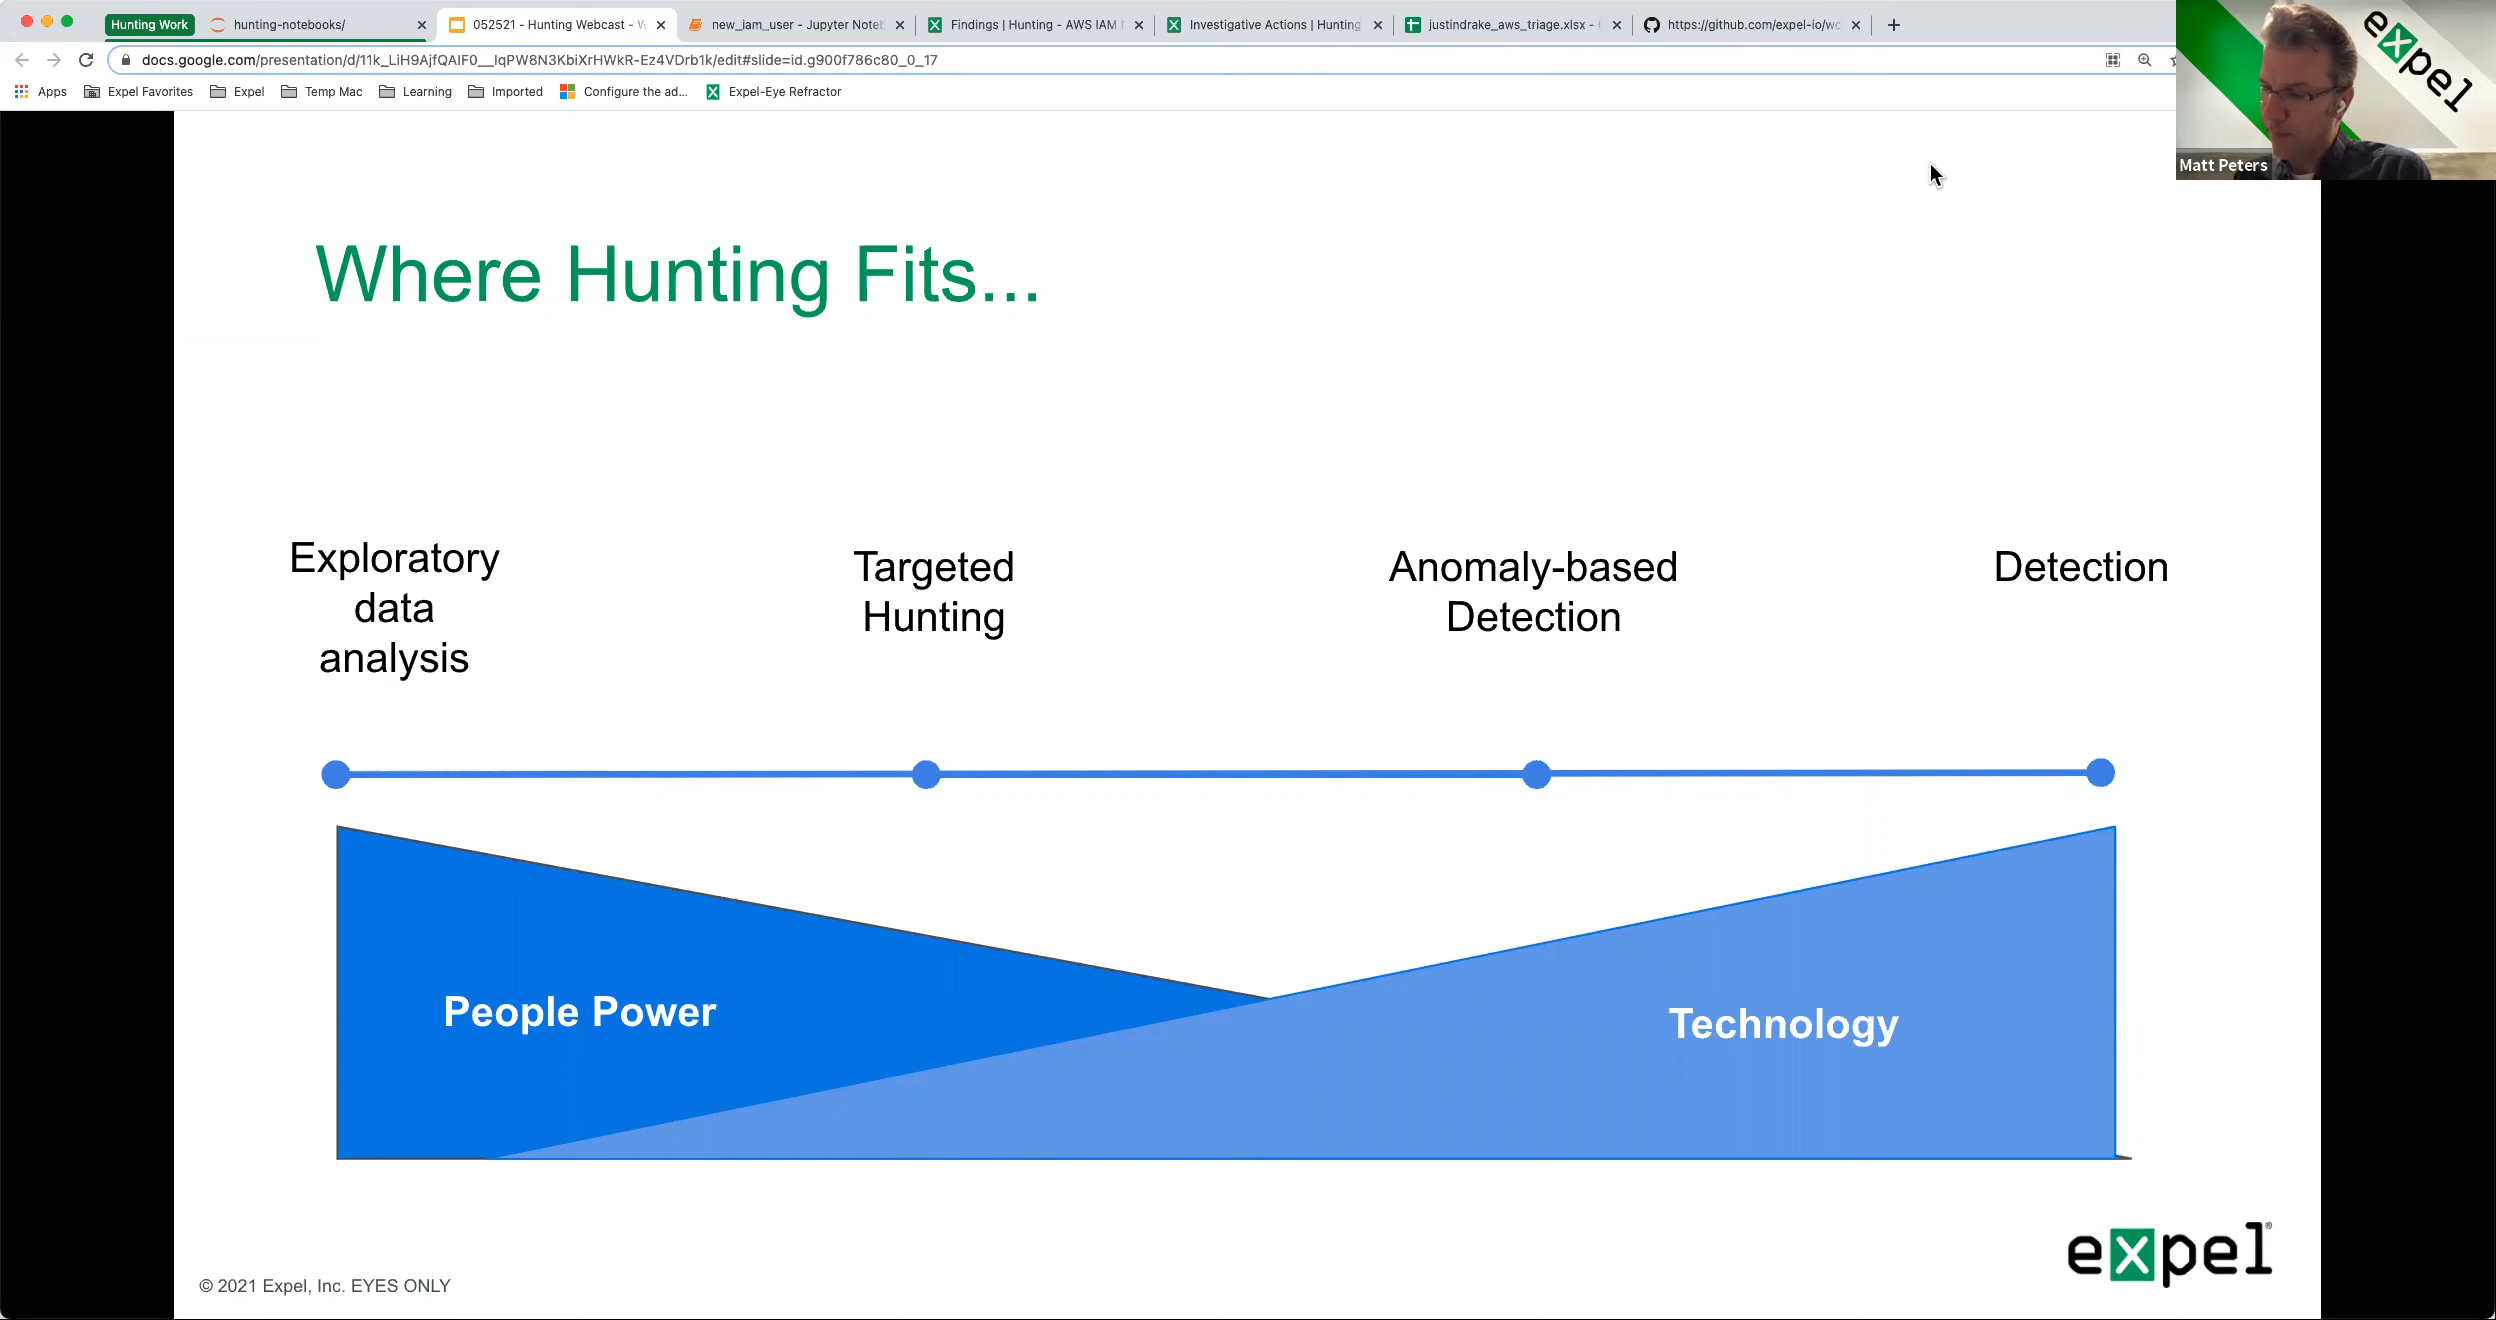 Hunting Work
hunting-notebooks/
052521 - Hunting Webcast - W
new_iam_user - Jupyter Noteb
Findings | Hunting - AWS IAM
Investigative Actions | Hunting
justindrake_aws_triage.xlsx -
https://github.com/expel-io/wo
docs.google.com/presentation/d/11k_LiH9AjfQAIF0__IqPW8N3KbiXrHWkR-Ez4VDrb1k/edit#slide=id.g900f786c80_0_17
Apps
Expel Favorites
Expel
Temp Mac
Learning
Imported
Configure the ad...
Expel-Eye Refractor
expel
Matt Peters
Where Hunting Fits...
Exploratory
data
analysis
Targeted
Hunting
Anomaly-based
Detection
Detection
People Power
Technology
expel®
© 2021 Expel, Inc. EYES ONLY